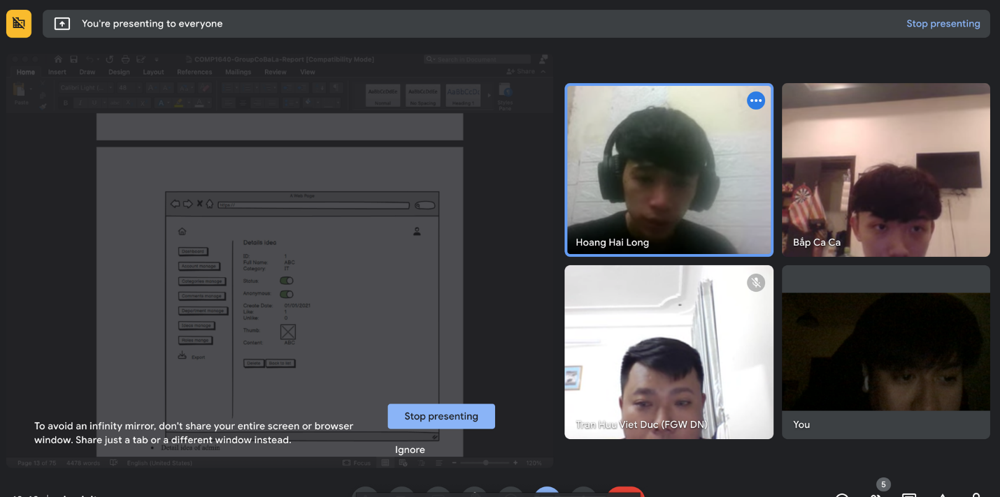 You're presenting to everyone
Stop presenting
COMP1640-GroupCoBaLa-Report [Compatibility Mode]
Search in Document
Home Insert Draw Design Layout References Mailings Review View
Share
Calibri Light ( 48
Paste
AaBbCcDdEe AaBbCcDdEe AaBbCcDc
Normal No Spacing Heading 1
Styles
Pane
A Web Page
https://
Details idea
Dashboard
Account manage
Categories manage
Comments manage
Department manage
Ideas manage
Export
ID: 1
Full Name: ABC
Category IT
Status:
Anonymous:
Create Date: 01/01/2021
Like 1
Unlike: 0
Thumb:
Content: ABC
Delete Back to list
To avoid an infinity mirror, don't share your entire screen or browser
window. Share just a tab or a different window instead.
Stop presenting
Ignore
Detail idea of admin
Page 13 of 75 4478 words English (United States) Focus 120%
Hoang Hai Long
Bắp Ca Ca
Tran Huu Viet Duc (FGW DN)
You
5